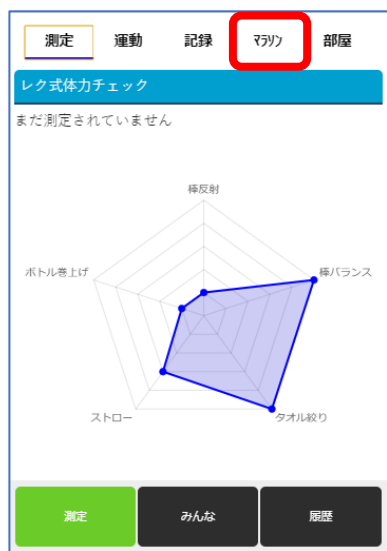 測定 運動 記録 ﾏﾗｿﾝ 部屋
レク式体力チェック
まだ測定されていません
棒反射
ボトル巻上げ 棒バランス
ストロー タオル絞り
測定 みんな 履歴